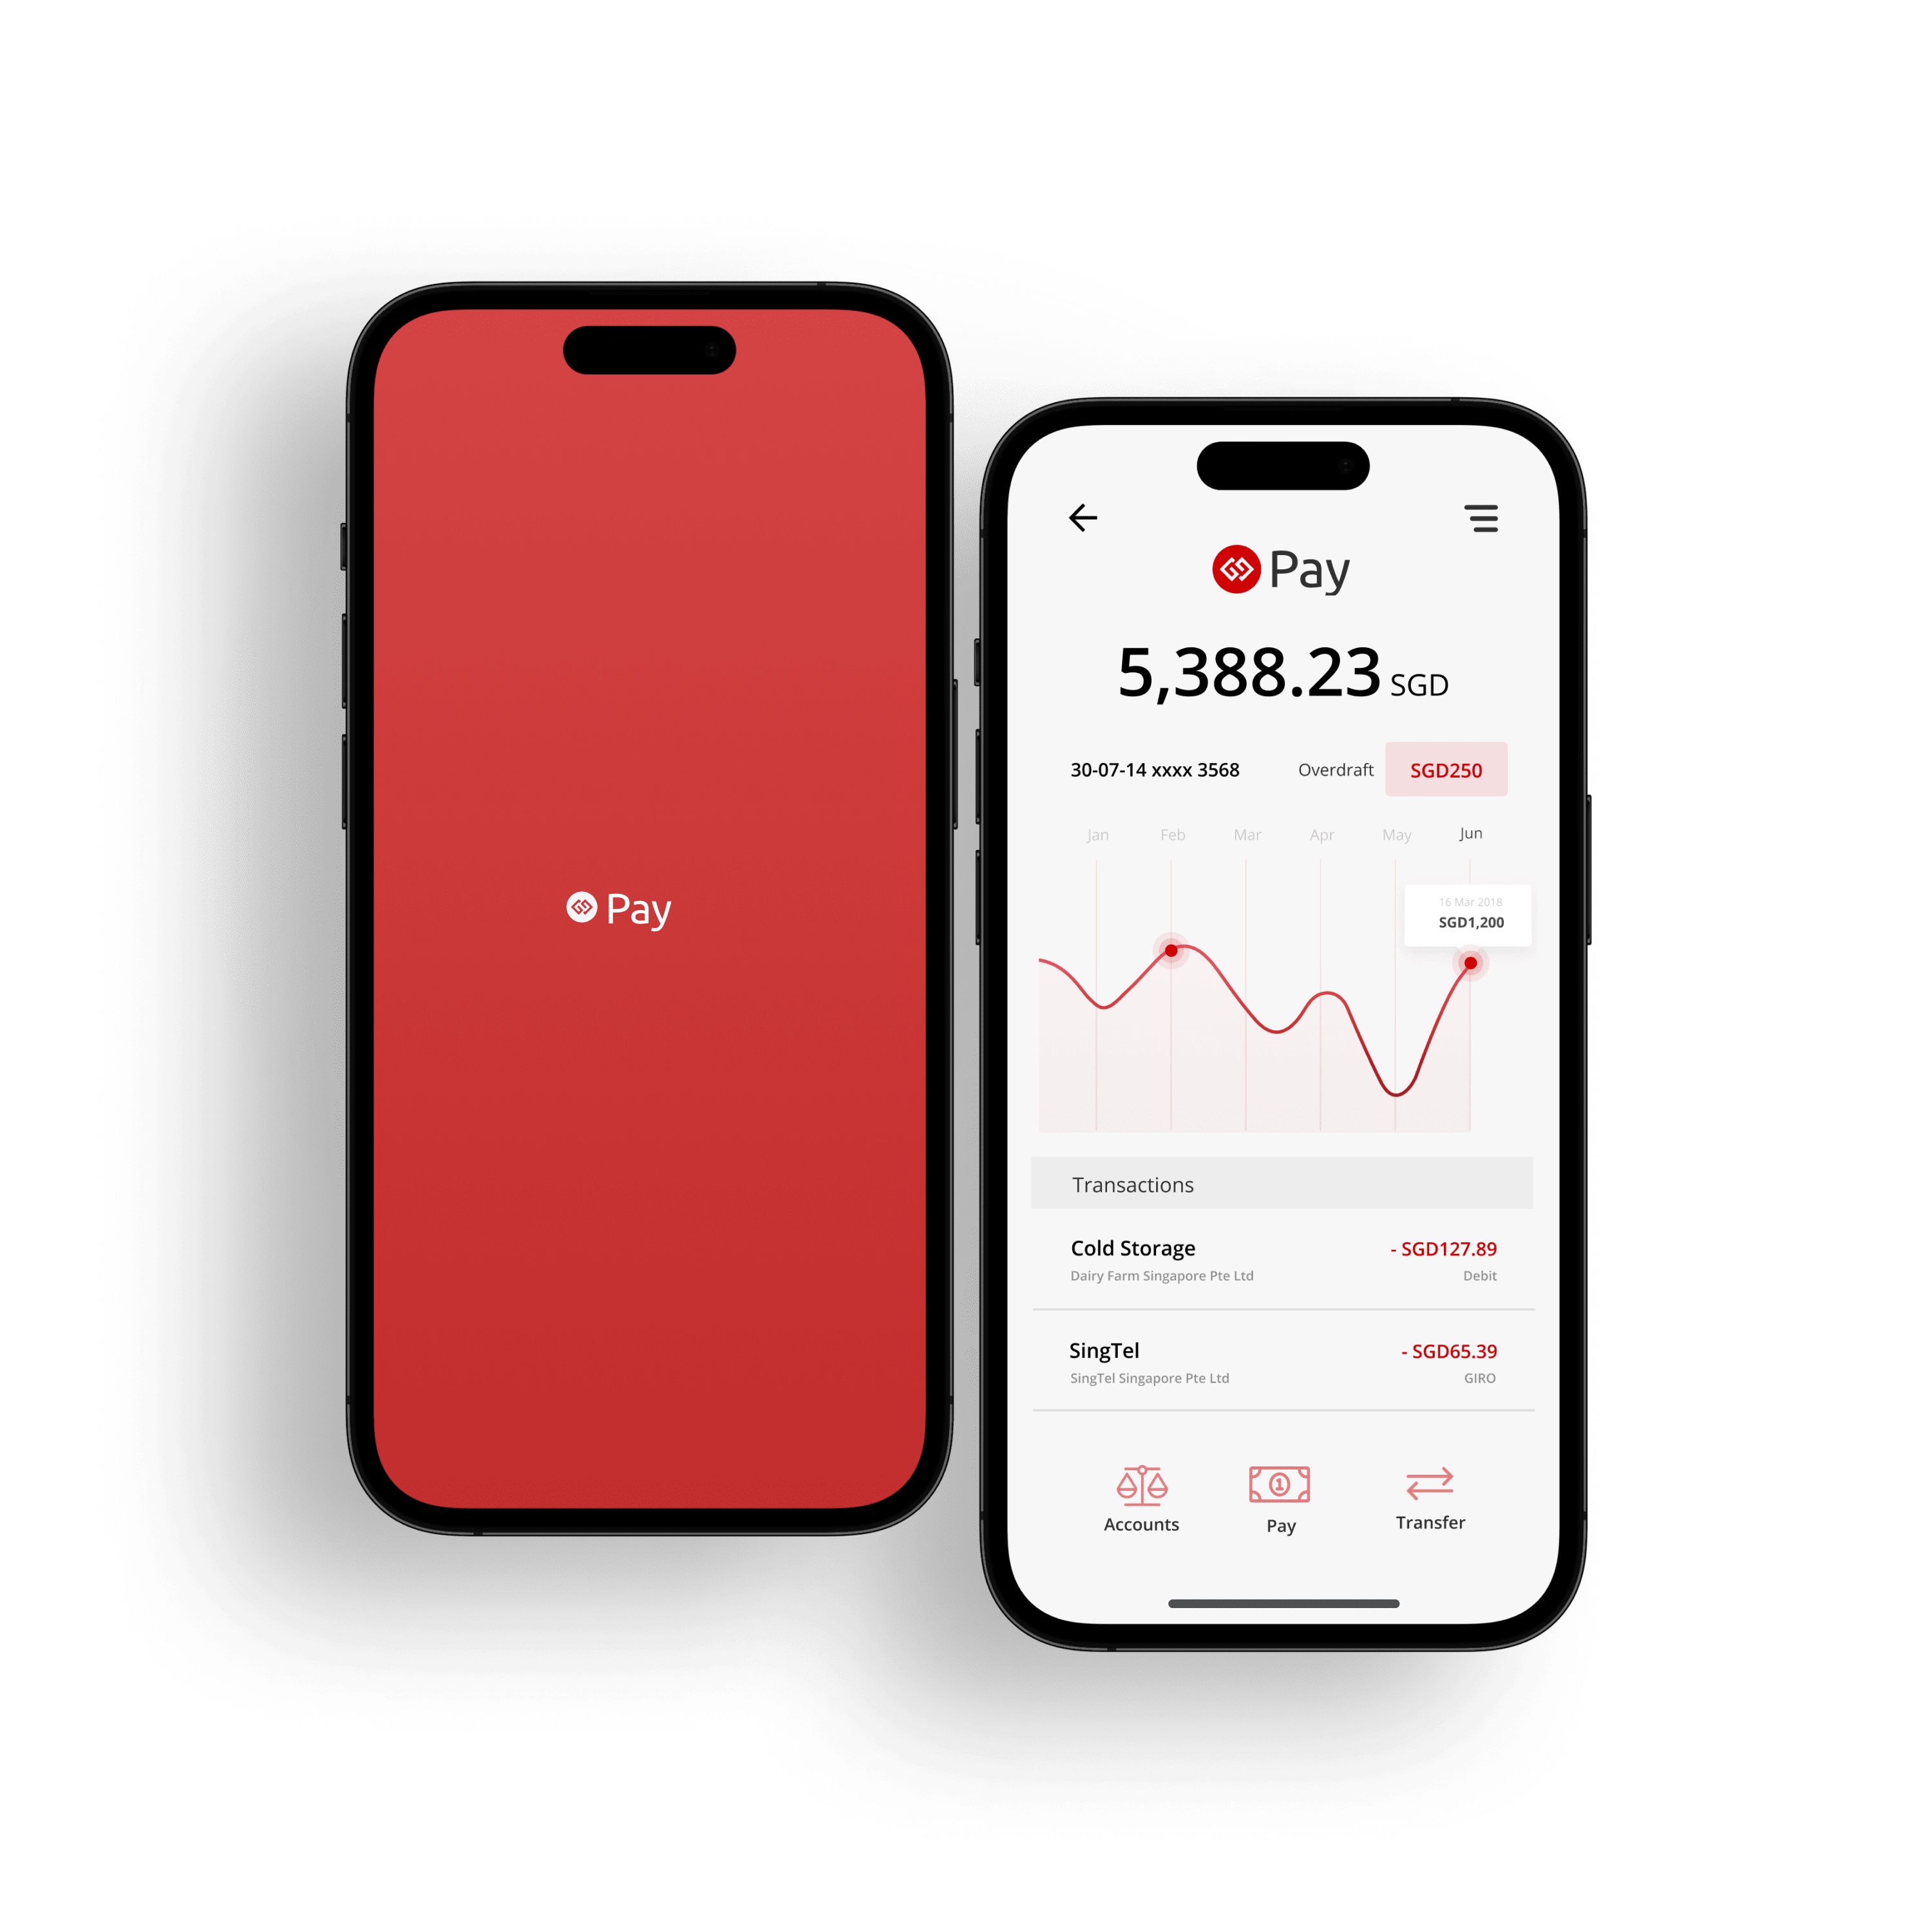 Pay
Pay
5,388.23 SGD
30-07-14 xxxx 3568 Overdraft SGD250
Jan Feb Mar Apr May Jun
16 Mar 2018
SGD1,200
Transactions
Cold Storage - SGD127.89
Dairy Farm Singapore Pte Ltd Debit
SingTel - SGD65.39
SingTel Singapore Pte Ltd GIRO
1
Accounts Pay Transfer